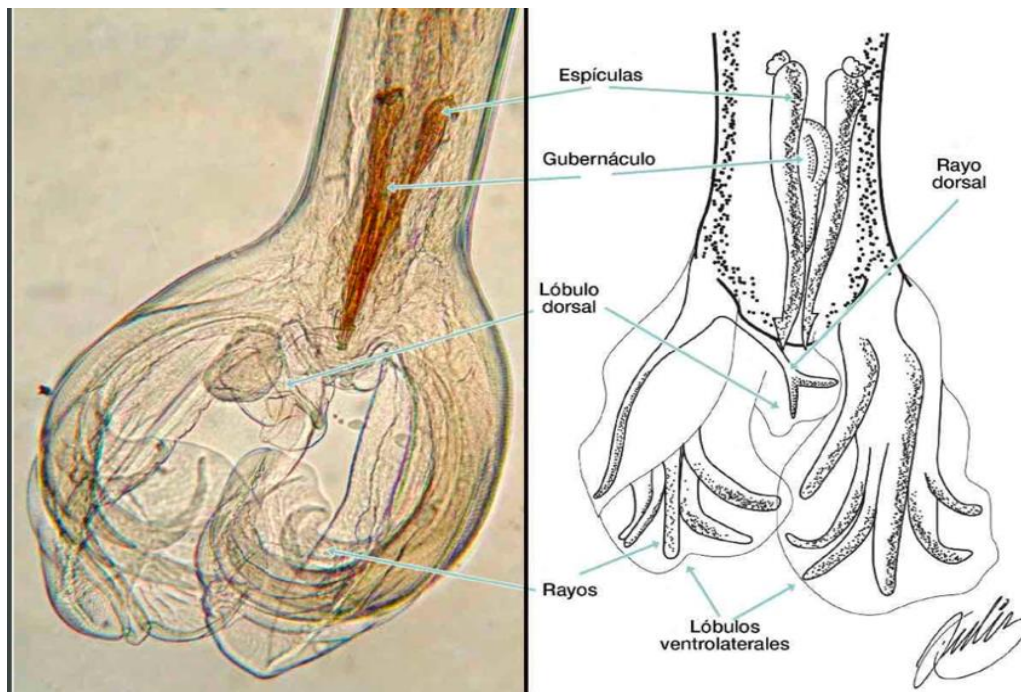 Espículas
Gubernáculo
Rayo
dorsal
Lóbulo
dorsal
Rayos
Lóbulos
ventrolaterales